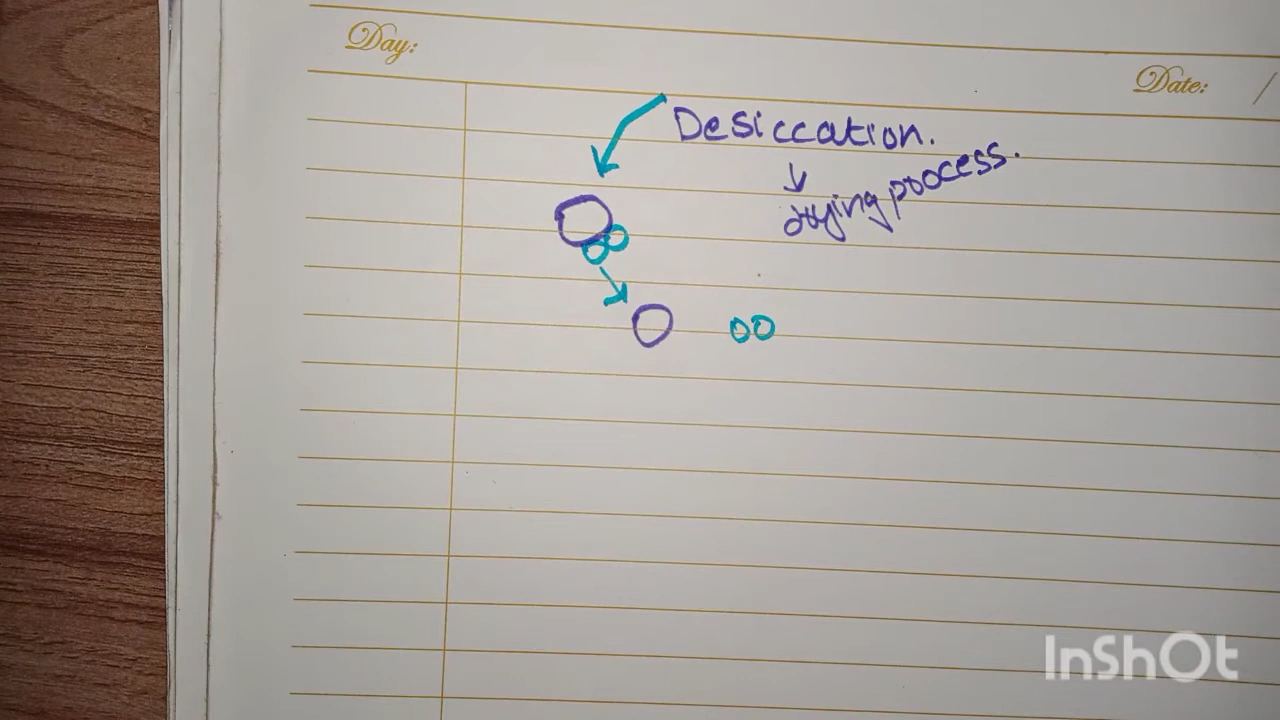 Day:
Date: /
Desiccation.
↓
drying process.
InShOt